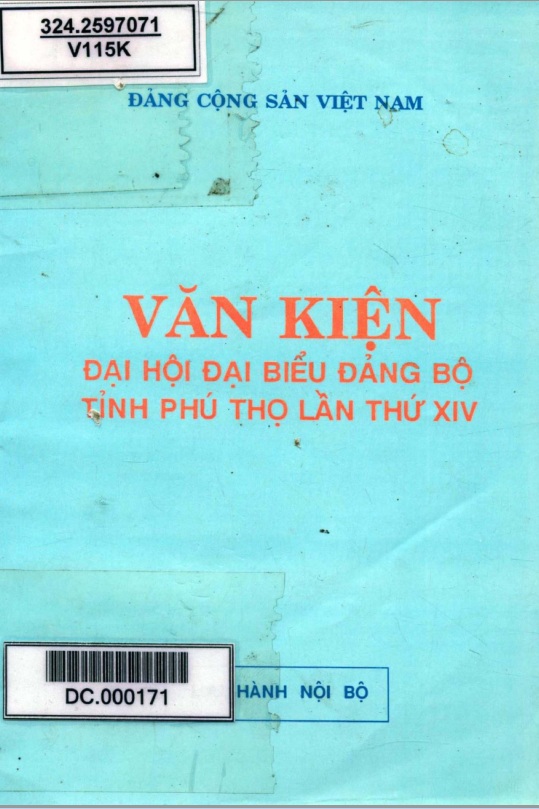 324.2597071
V115K
ĐẢNG CỘNG SẢN VIỆT NAM
VĂN KIỆN
ĐẠI HỘI ĐẠI BIỂU ĐẢNG BỘ
TỈNH PHÚ THỌ LẦN THỨ XIV
HÀNH NỘI BỘ
DC.000171